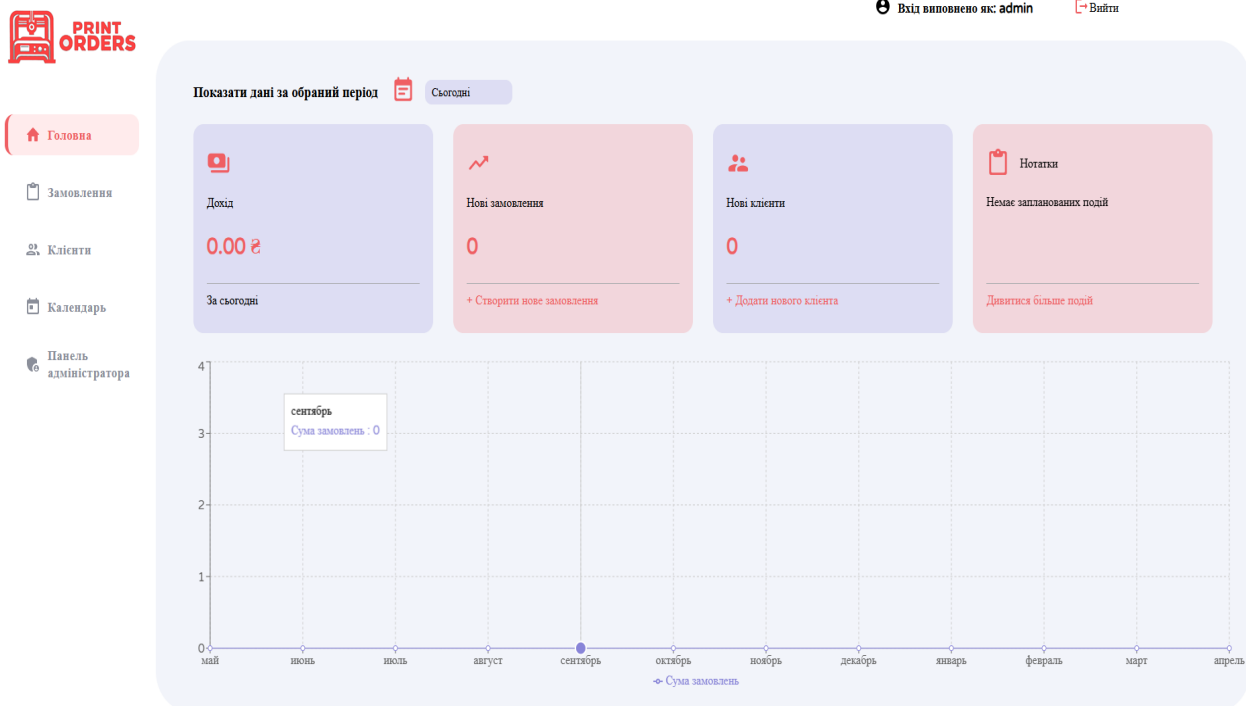 PRINT
ORDERS
Вхід виповнено як: admin
Вийти
Головна
Замовлення
Клієнти
Календарь
Панель
адміністратора
Показати дані за обраний період
Сьогодні
Дохід
0.00 ₴
За сьогодні
Нові замовлення
0
+ Створити нове замовлення
Нові клієнти
0
+ Додати нового клієнта
Нотатки
Немає запланованих подій
Дивитися більше подій
4
3
2
1
0
сентябрь
Сума замовлень : 0
май июнь июль август сентябрь октябрь ноябрь декабрь январь февраль март апрель
Сума замовлень